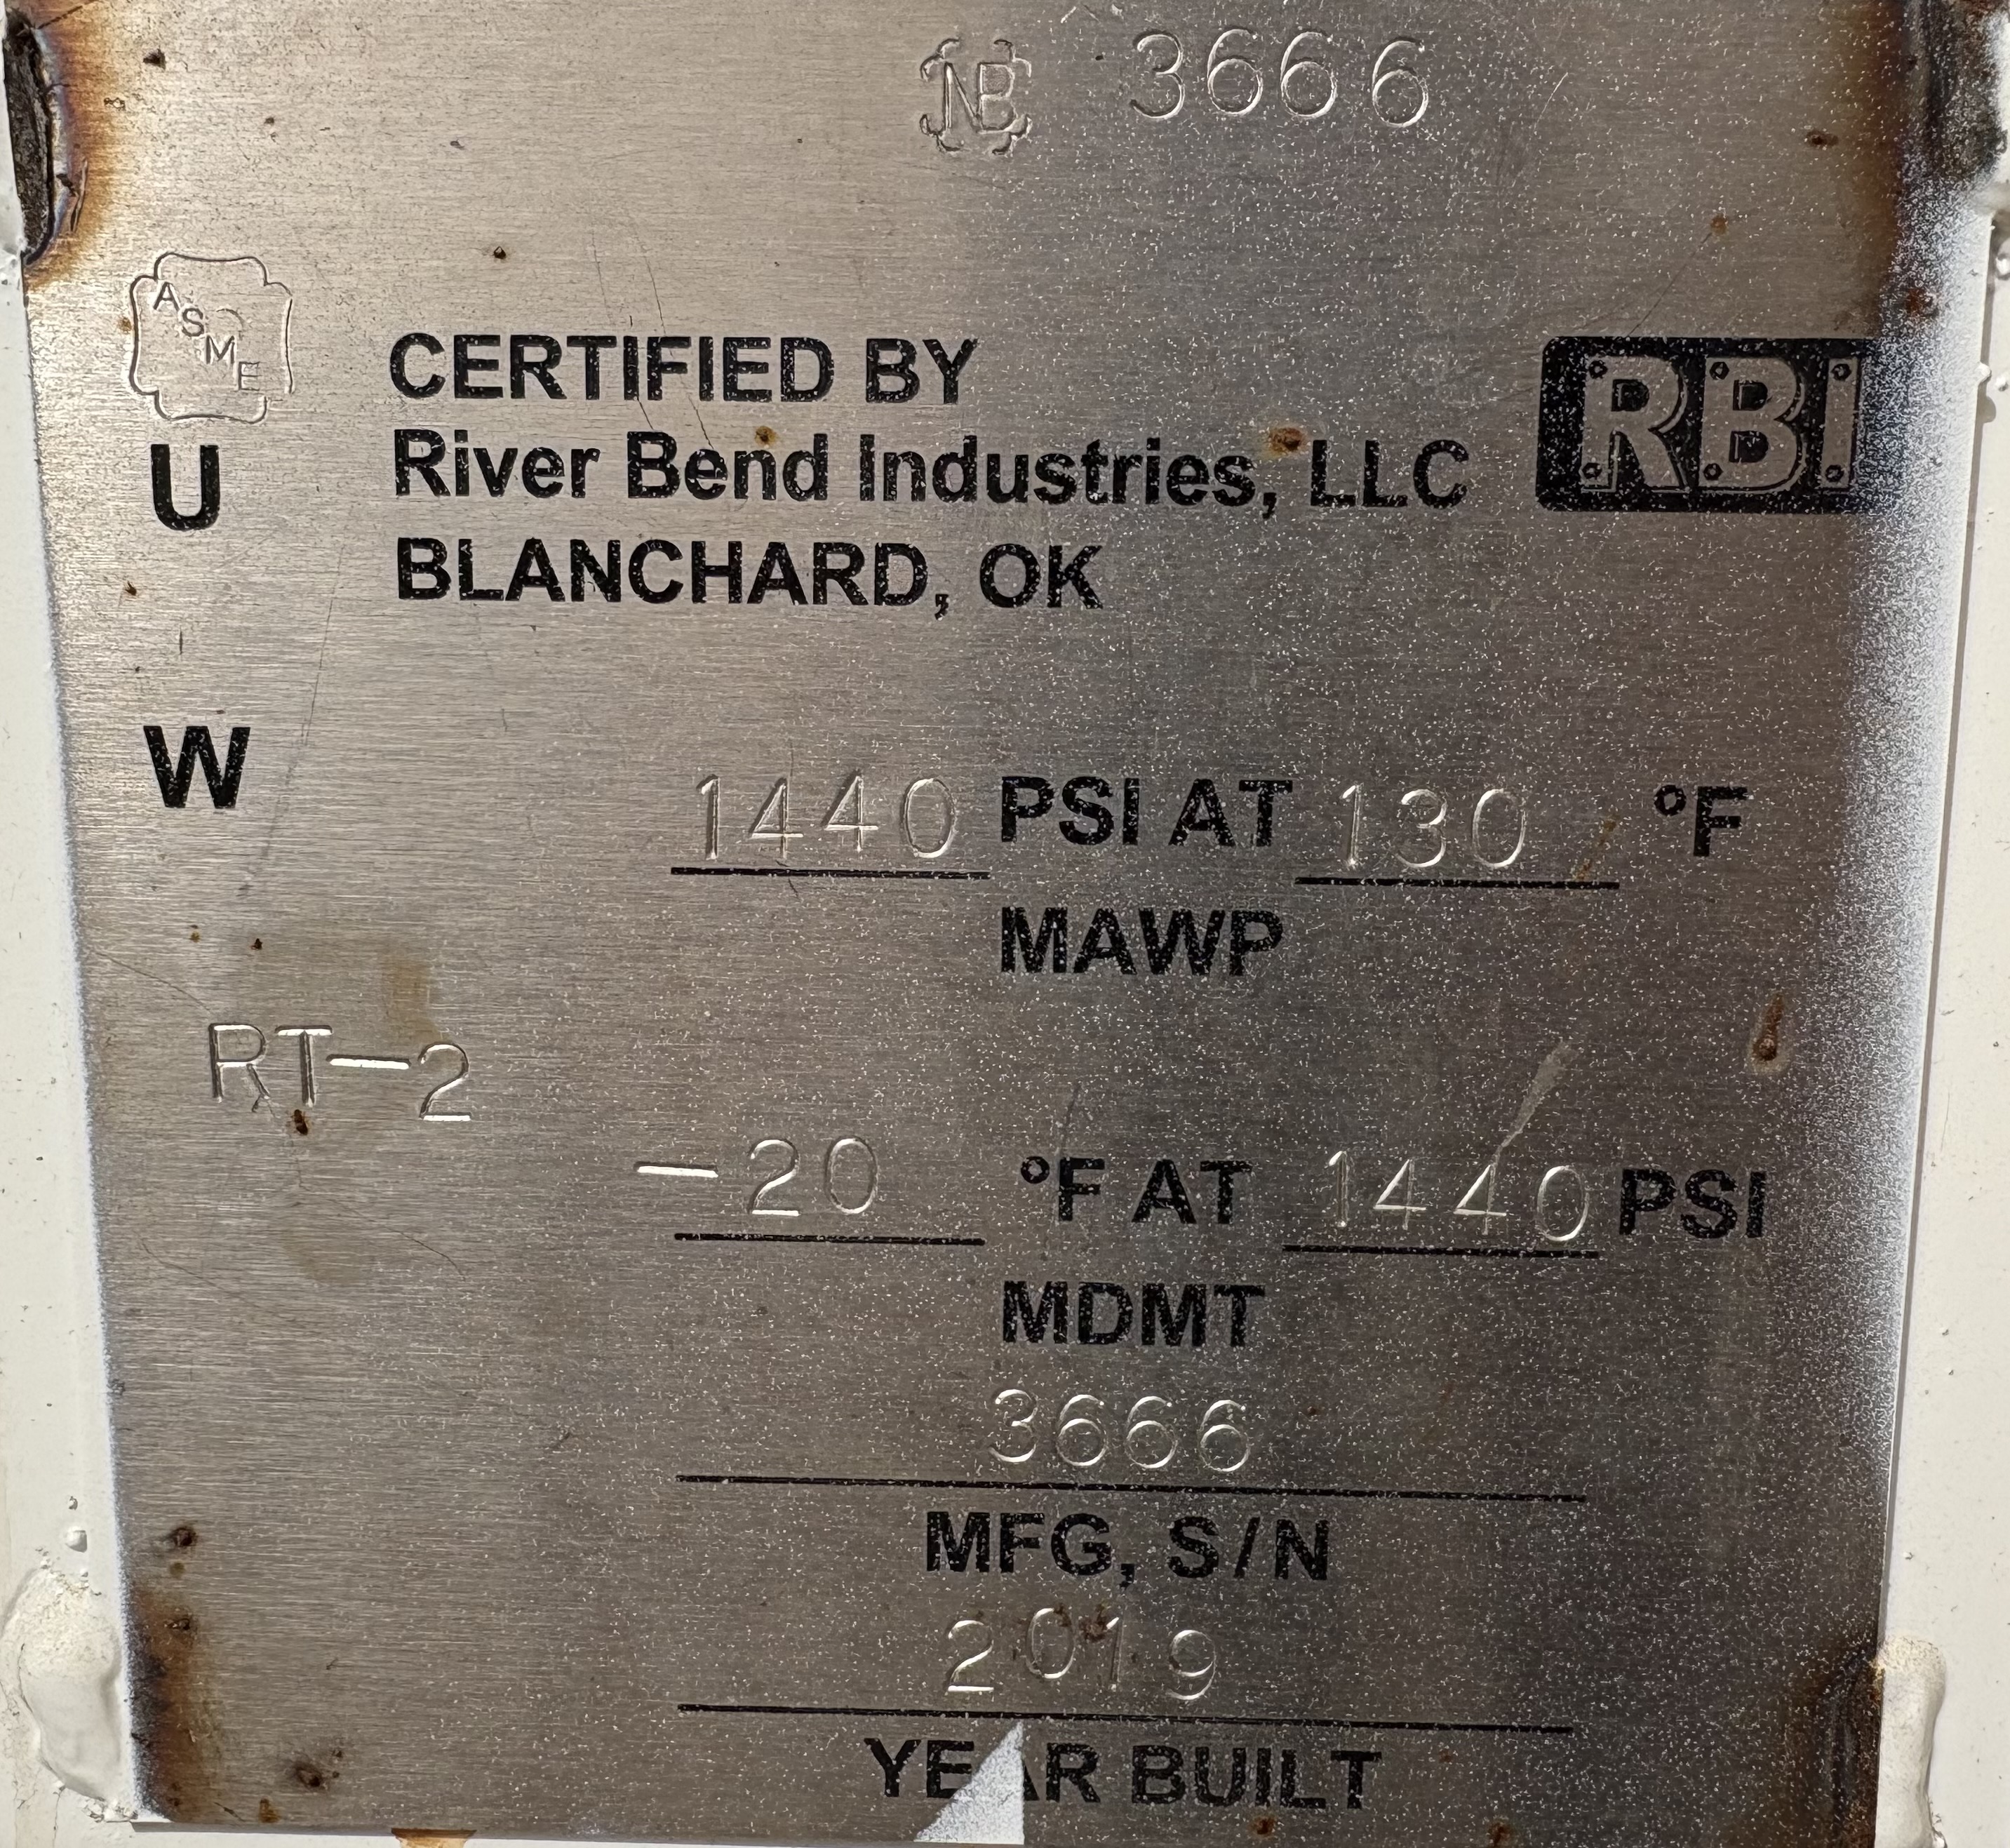 NB 3666
ASME
CERTIFIED BY
RBI
U River Bend Industries, LLC
BLANCHARD, OK
W
1440 PSI AT 130 °F
MAWP
RT-2
-20 °F AT 1440 PSI
MDMT
3666
MFG, S/N
2019
YEAR BUILT